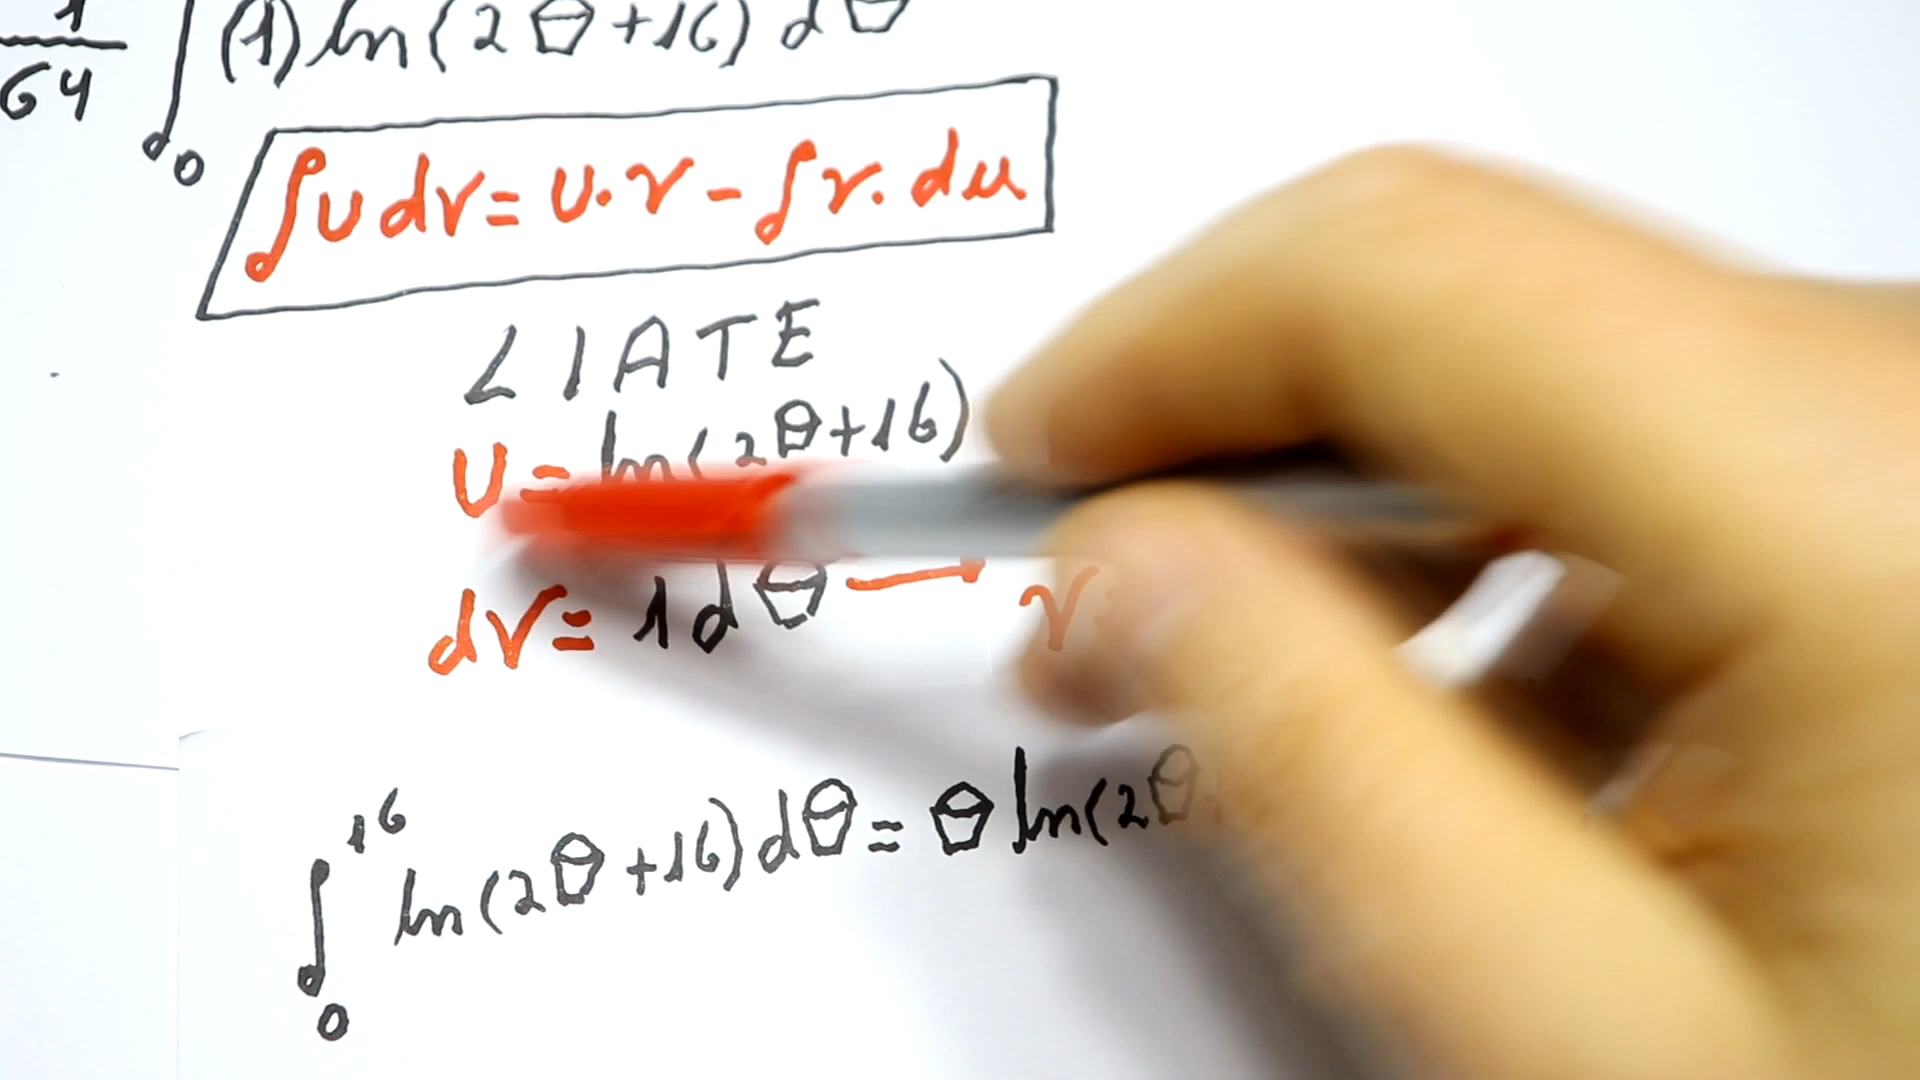 1/64 ∫₀ (1) ln(2θ+16) dθ
∫u dv = u·v - ∫v·du
LIATE
u = ln(2θ+16)
dv = 1dθ → v
∫₀¹⁶ ln(2θ+16) dθ = θ ln(2θ